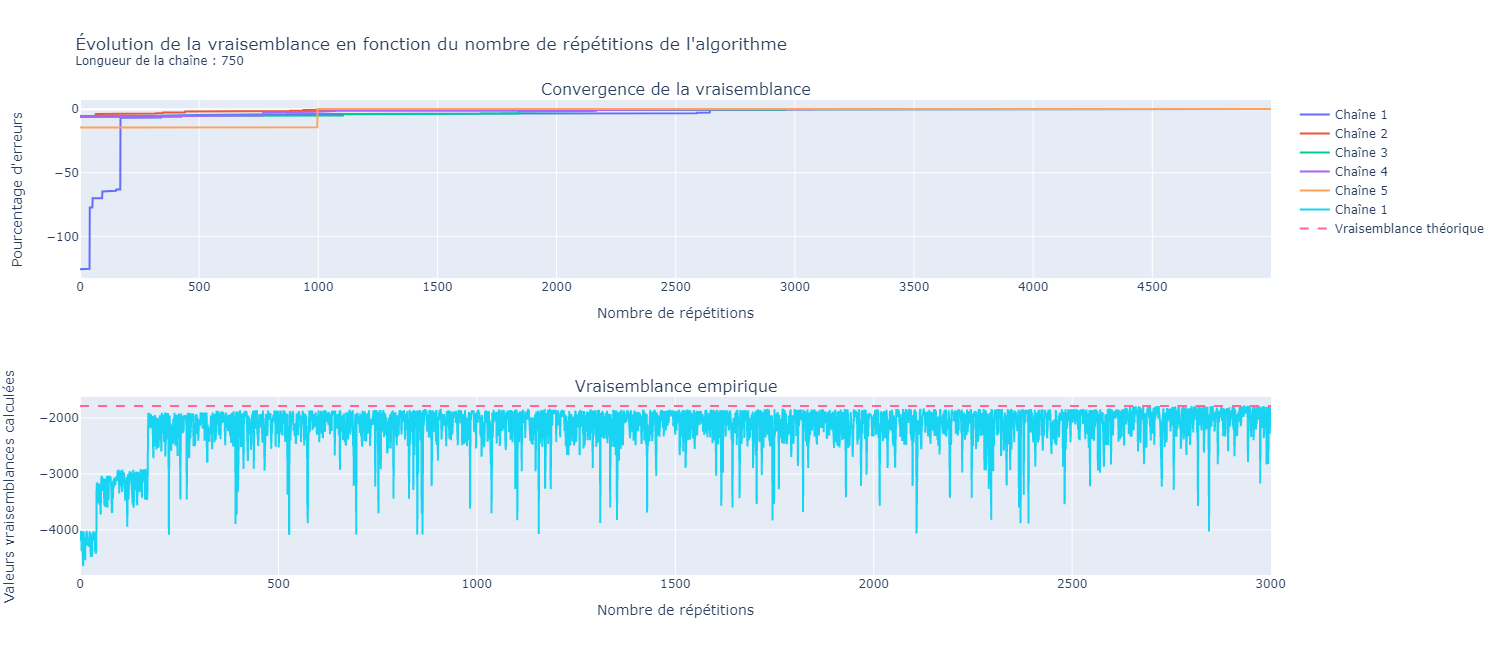 Évolution de la vraisemblance en fonction du nombre de répétitions de l'algorithme
Longueur de la chaîne : 750
Convergence de la vraisemblance
Pourcentage d'erreurs
0
−50
−100
0 500 1000 1500 2000 2500 3000 3500 4000 4500
Nombre de répétitions
Chaîne 1
Chaîne 2
Chaîne 3
Chaîne 4
Chaîne 5
Chaîne 1
Vraisemblance théorique
Vraisemblance empirique
Valeurs vraisemblances calculées
−2000
−3000
−4000
0 500 1000 1500 2000 2500 3000
Nombre de répétitions